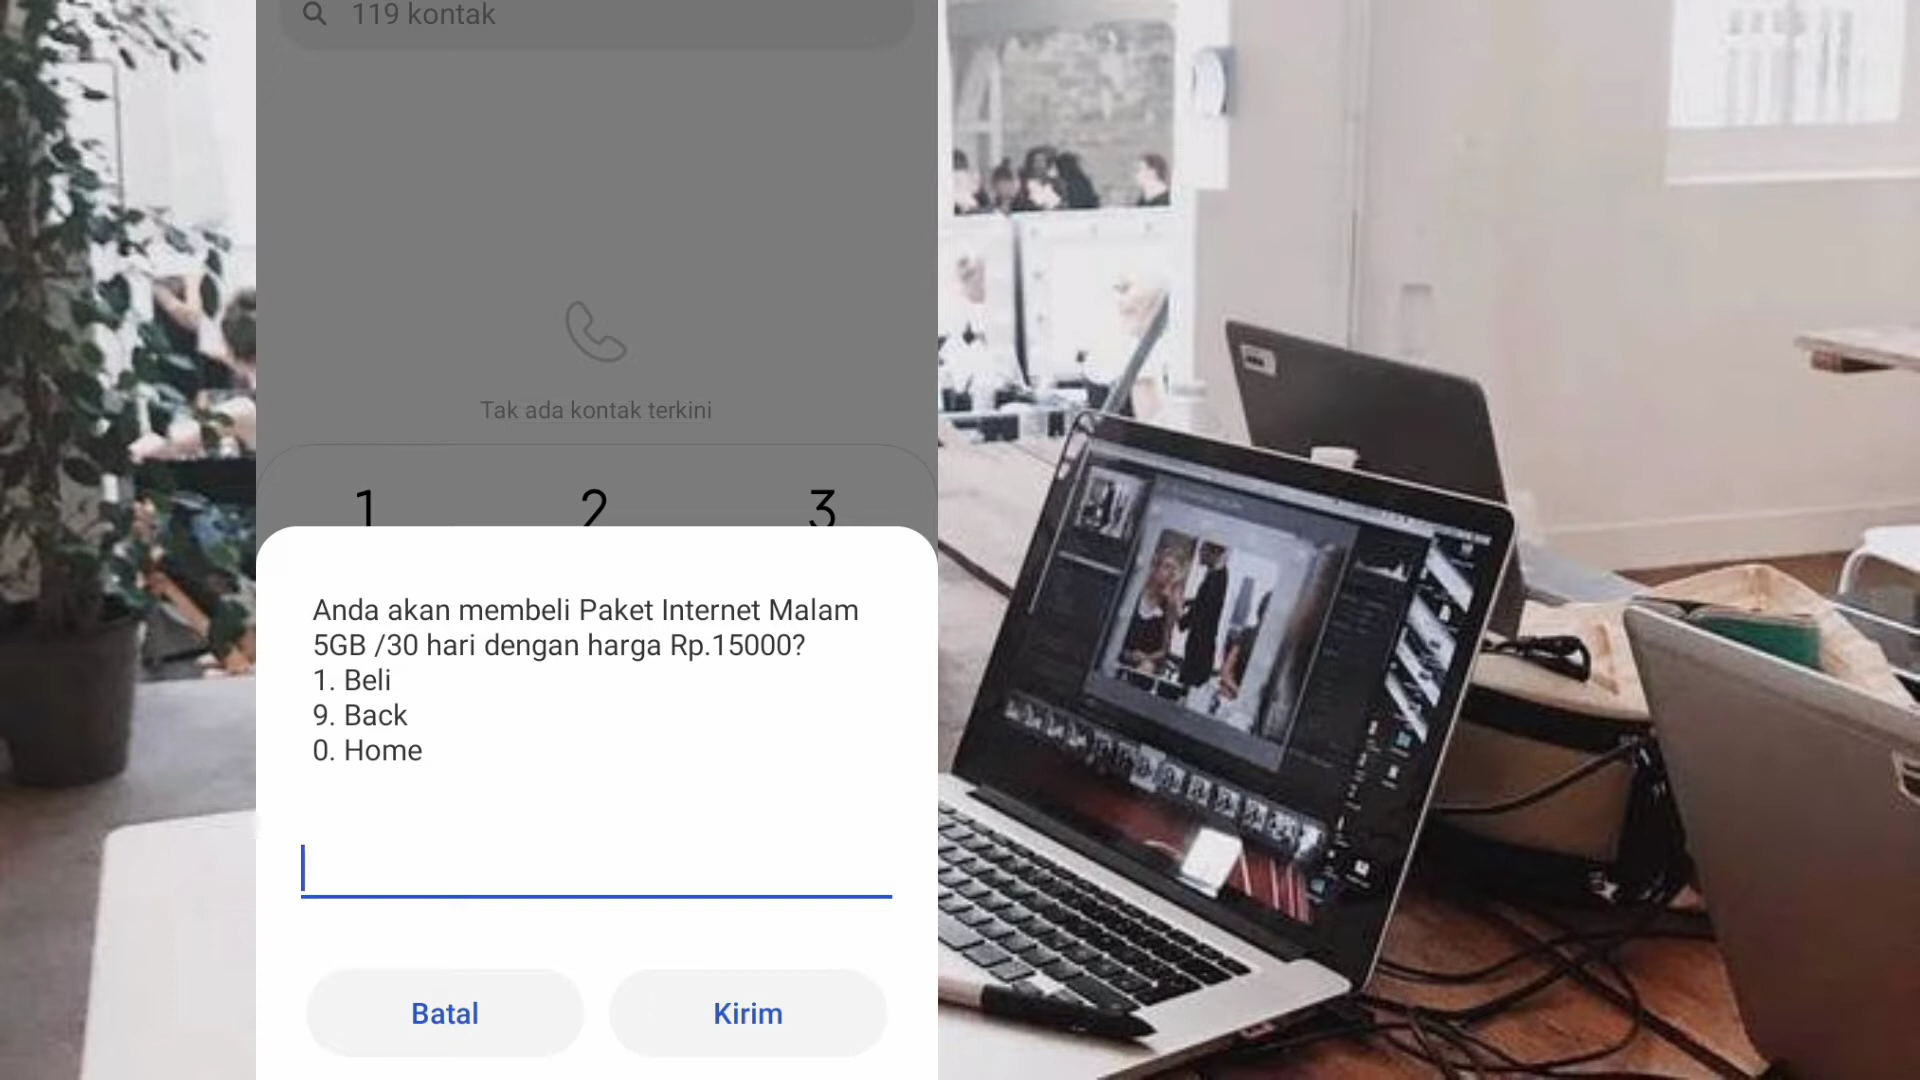 119 kontak
Tak ada kontak terkini
1 2 3
Anda akan membeli Paket Internet Malam
5GB /30 hari dengan harga Rp.15000?
1. Beli
9. Back
0. Home
Batal Kirim